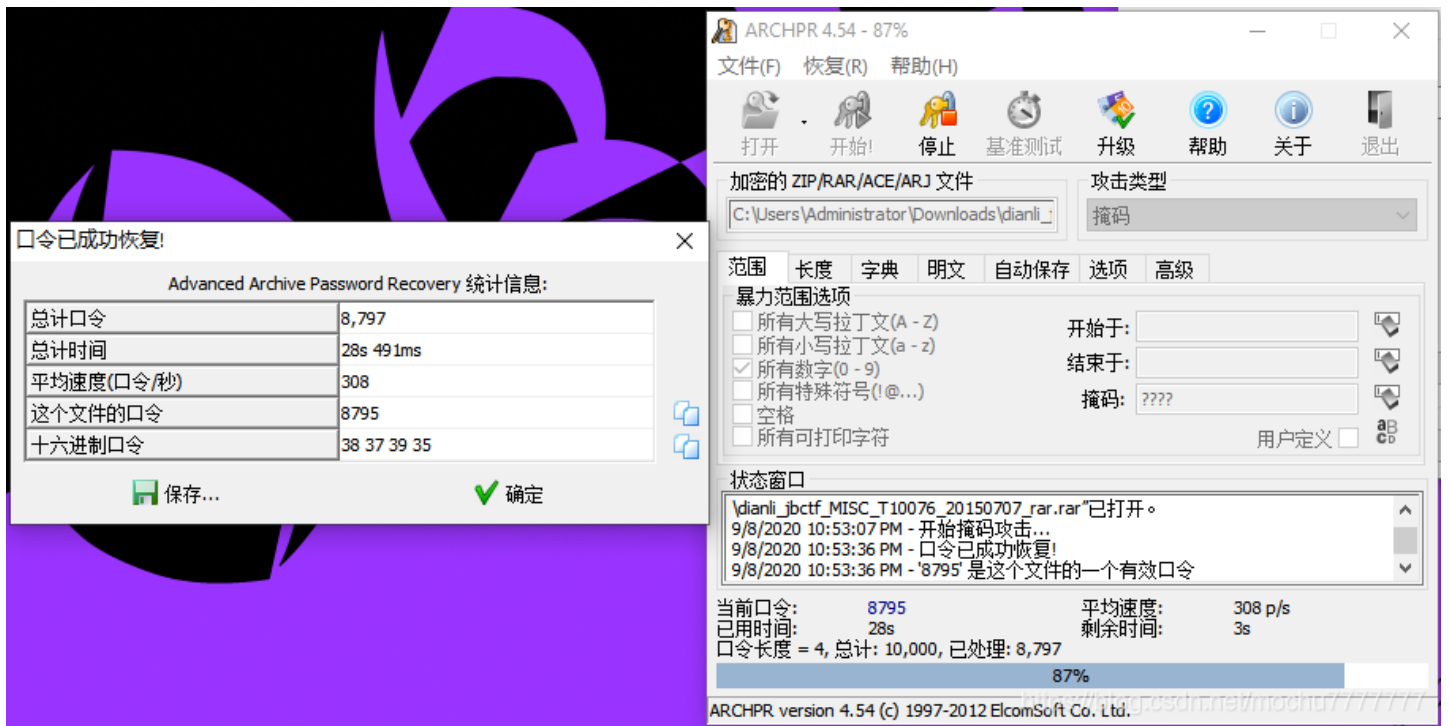 ARCHPR 4.54 - 87%
文件(F) 恢复(R) 帮助(H)
打开 开始! 停止 基准测试 升级 帮助 关于 退出
加密的 ZIP/RAR/ACE/ARJ 文件
攻击类型
C:\Users\Administrator\Downloads\dianli_j
掩码
范围 长度 字典 明文 自动保存 选项 高级
暴力范围选项
所有大写拉丁文(A - Z)
所有小写拉丁文(a - z)
所有数字(0 - 9)
所有特殊符号(!@...)
空格
所有可打印字符
开始于:
结束于:
掩码: ????
用户定义
状态窗口
\dianli_jbctf_MISC_T10076_20150707_rar.rar"已打开。
9/8/2020 10:53:07 PM - 开始掩码攻击...
9/8/2020 10:53:36 PM - 口令已成功恢复!
9/8/2020 10:53:36 PM - '8795' 是这个文件的一个有效口令
当前口令: 8795 平均速度: 308 p/s
已用时间: 28s 剩余时间: 3s
口令长度 = 4, 总计: 10,000, 已处理: 8,797
87%
ARCHPR version 4.54 (c) 1997-2012 ElcomSoft Co. Ltd.
口令已成功恢复!
Advanced Archive Password Recovery 统计信息:
总计口令 8,797
总计时间 28s 491ms
平均速度(口令/秒) 308
这个文件的口令 8795
十六进制口令 38 37 39 35
保存... 确定
https://blog.csdn.net/mochu7777777